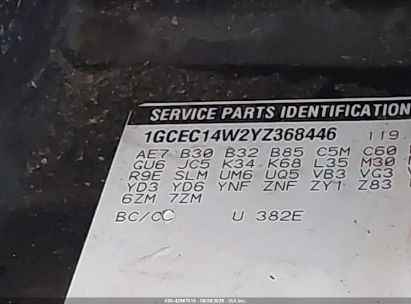 SERVICE PARTS IDENTIFICATION
1GCEC14W2YZ368446 119.
AE7 B30 B32 B85 C5M C60
GU6 JC5 K34 K68 L35 M30
R9E SLM UM6 UQ5 VB3 VG3
YD3 YD6 YNF ZNF ZY1 Z83
6ZM 7ZM
BC/CC U 382E